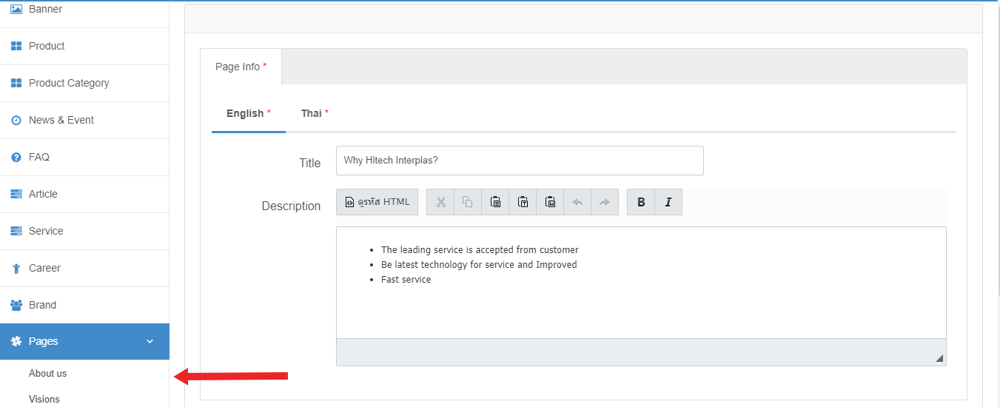 Banner
Product
Product Category
News & Event
FAQ
Article
Service
Career
Brand
Pages
About us
Visions
Page Info *
English * Thai *
Title Why Hitech Interplas?
Description ดูรหัส HTML B I
The leading service is accepted from customer
Be latest technology for service and Improved
Fast service